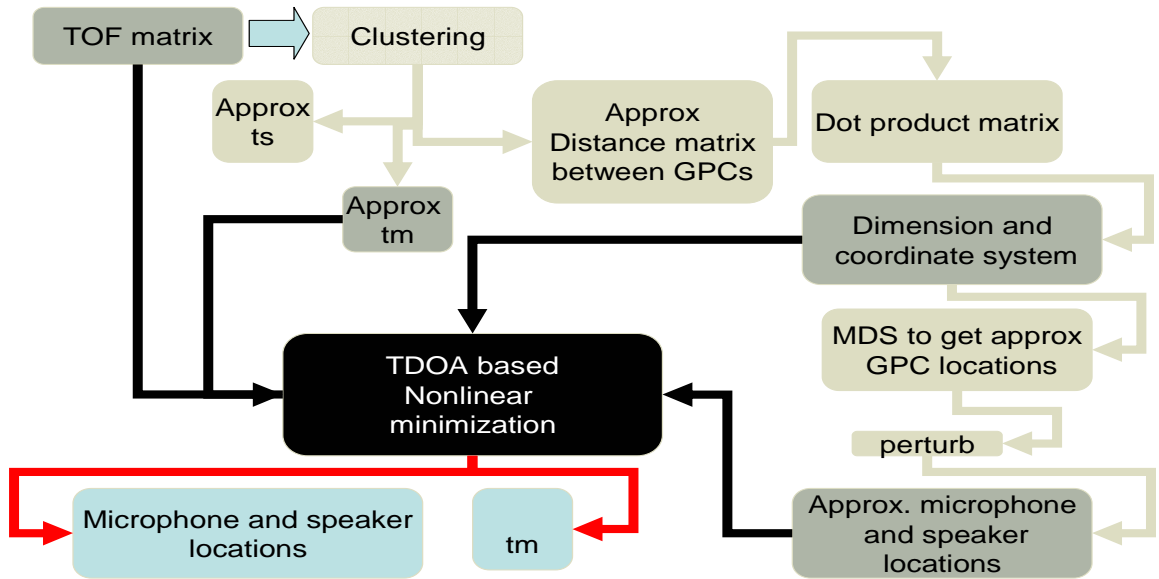 TOF matrix
Clustering
Approx
ts
Approx
Distance matrix
between GPCs
Dot product matrix
Approx
tm
Dimension and
coordinate system
TDOA based
Nonlinear
minimization
MDS to get approx
GPC locations
perturb
Microphone and speaker
locations
tm
Approx. microphone
and speaker
locations